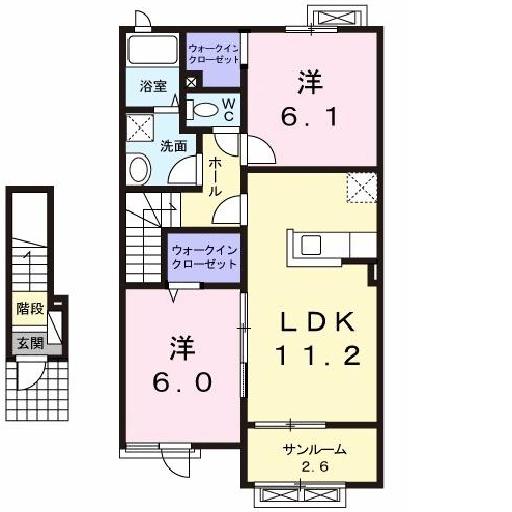 ウォークイン
クローゼット
洋
6.1
浴室
WC
洗面
ホール
ウォークイン
クローゼット
階段
玄関
洋
6.0
LDK
11.2
サンルーム
2.6